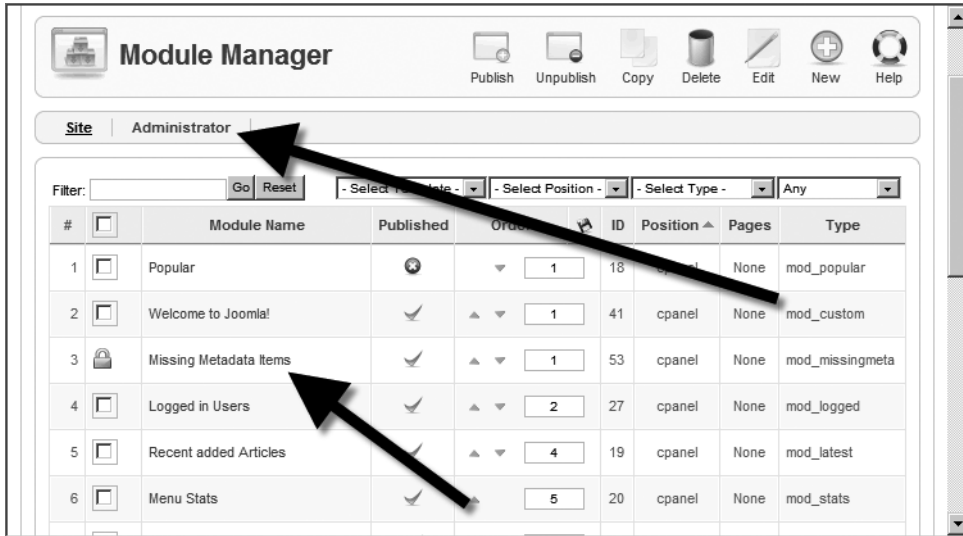 Module Manager
Publish Unpublish Copy Delete Edit New Help
Site Administrator
Filter: Go Reset - Select - - Select Position - - Select Type - Any
# Module Name Published ID Position Pages Type
1 Popular 1 18 None mod_popular
2 Welcome to Joomla! 1 41 cpanel None mod_custom
3 Missing Metadata Items 1 53 cpanel None mod_missingmeta
4 Logged in Users 2 27 cpanel None mod_logged
5 Recent added Articles 4 19 cpanel None mod_latest
6 Menu Stats 5 20 cpanel None mod_stats